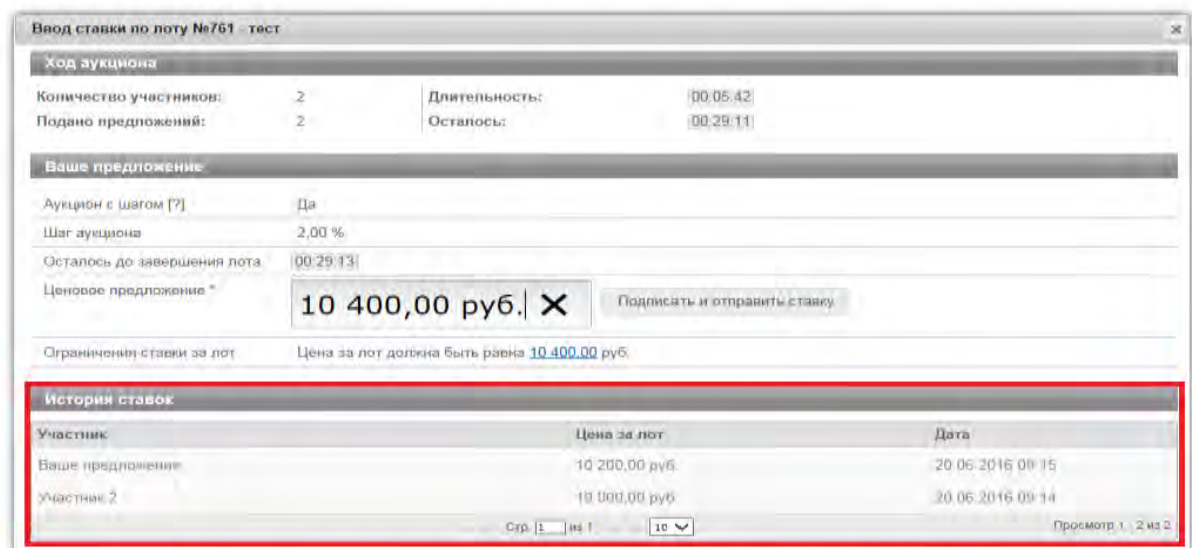 Ввод ставки по лоту №761 - тест
Ход аукциона
Количество участников: 2 Длительность: 00:05:42
Подано предложений: 2 Осталось: 00:29:11
Ваше предложение
Аукцион с шагом [?] Да
Шаг аукциона 2,00 %
Осталось до завершения лота 00:29:13
Ценовое предложение * 10 400,00 руб. Подписать и отправить ставку
Ограничения ставки за лот Цена за лот должна быть равна 10 400,00 руб.
История ставок
Участник Цена за лот Дата
Ваше предложение 10 200,00 руб. 20.06.2016 09:15
Участник 2 10 000,00 руб. 20.06.2016 09:14
Стр. 1 из 1 10 Просмотр 1 - 2 из 2